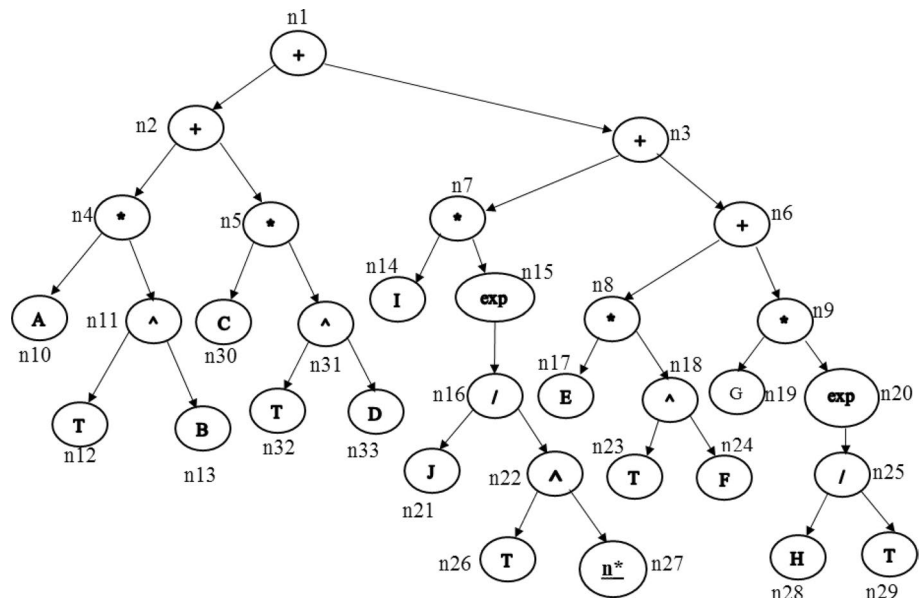 n1
+
n2
+
n3
+
n4
*
n5
*
n7
*
n6
+
n10
A
n11
^
n30
C
n31
^
n14
I
n15
exp
n8
*
n9
*
n12
T
n13
B
n32
T
n33
D
n16
/
n17
E
n18
^
n19
G
n20
exp
n21
J
n22
^
n23
T
n24
F
n25
/
n26
T
n27
n*
n28
H
n29
T